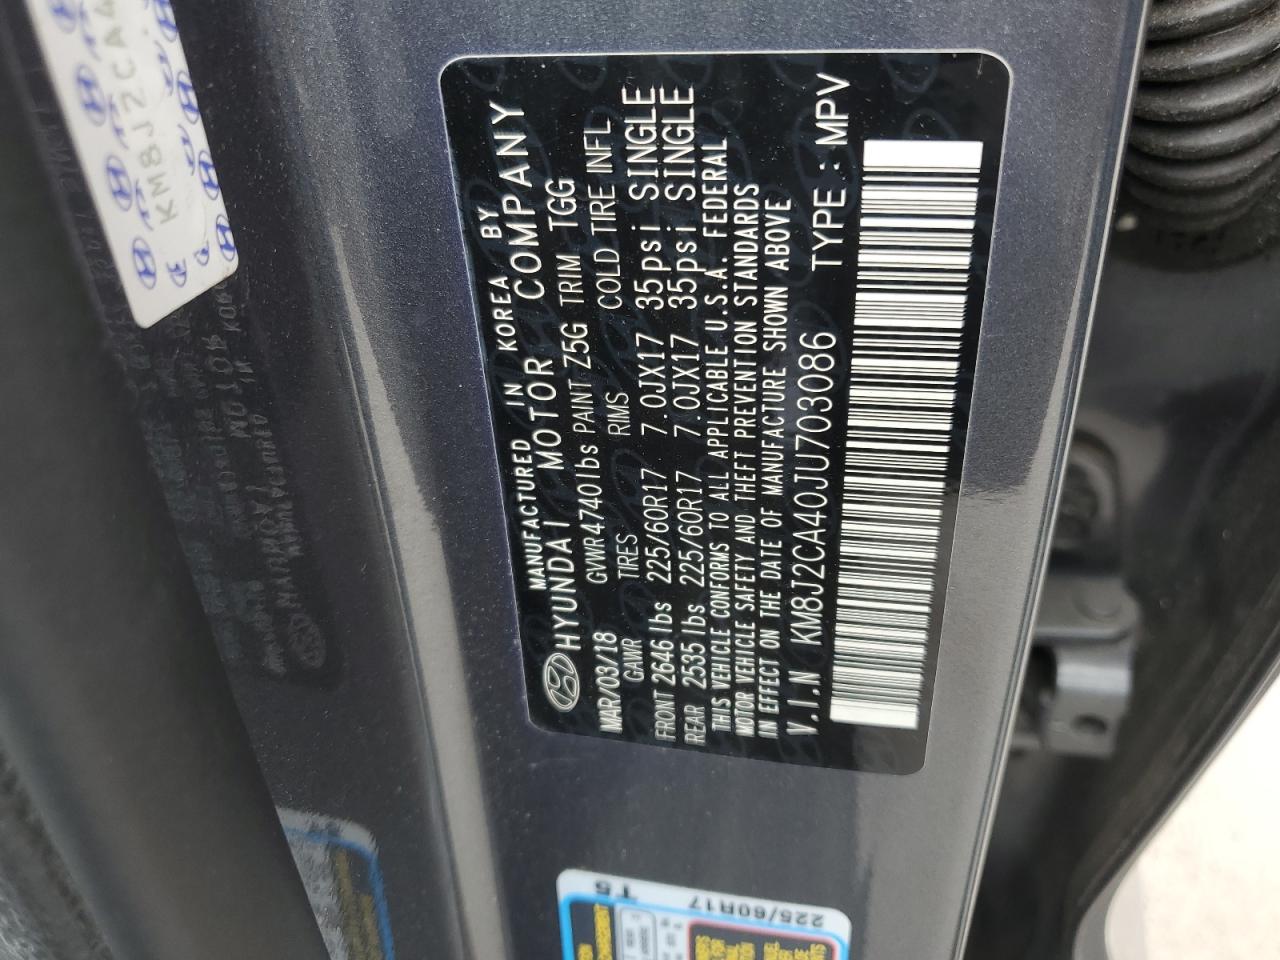 MANUFACTURED IN KOREA BY
HYUNDAI MOTOR COMPANY
MAR/03/18 GVWR 4740lbs PAINT Z5G TRIM TGG
GAWR TIRES RIMS COLD TIRE INFL
FRONT 2646 lbs 225/60R17 7.0JX17 35psi SINGLE
REAR 2535 lbs 225/60R17 7.0JX17 35psi SINGLE
THIS VEHICLE CONFORMS TO ALL APPLICABLE U.S.A. FEDERAL
MOTOR VEHICLE SAFETY AND THEFT PREVENTION STANDARDS
IN EFFECT ON THE DATE OF MANUFACTURE SHOWN ABOVE
V.I.N KM8J2CA40JU703086 TYPE : MPV
KM8J2CA4
225/60R17
T5